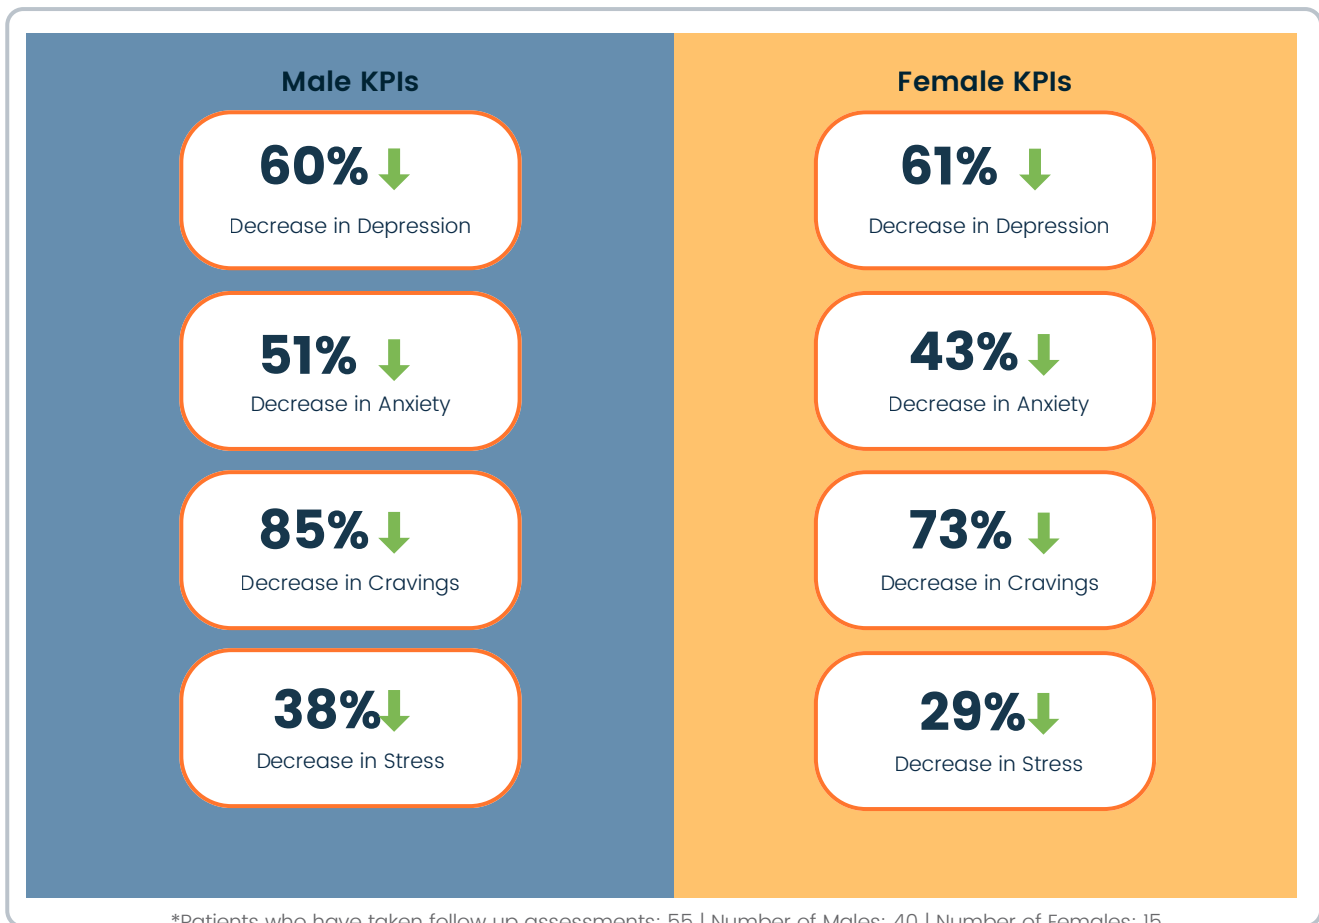 Male KPIs
60%
Decrease in Depression
51%
Decrease in Anxiety
85%
Decrease in Cravings
38%
Decrease in Stress
Female KPIs
61%
Decrease in Depression
43%
Decrease in Anxiety
73%
Decrease in Cravings
29%
Decrease in Stress
*Patients who have taken follow up assessments: 55 | Number of Males: 40 | Number of Females: 15